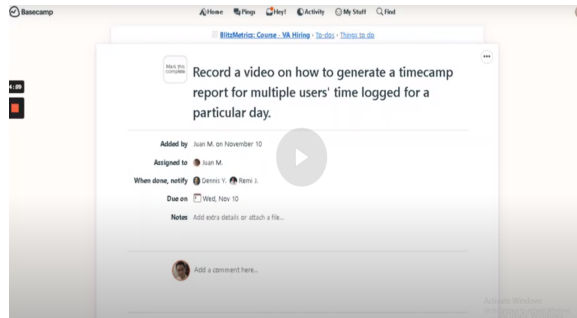 Basecamp
Home Pings Hey! Activity My Stuff Find
BlitzMetrics: Course - VA Hiring › To-dos › Things to do
Mark this complete
Record a video on how to generate a timecamp
report for multiple users' time logged for a
particular day.
Added by Juan M. on November 10
Assigned to Juan M.
When done, notify Dennis Y. Remi J.
Due on Wed, Nov 10
Notes Add extra details or attach a file...
Add a comment here...
Activate Windows